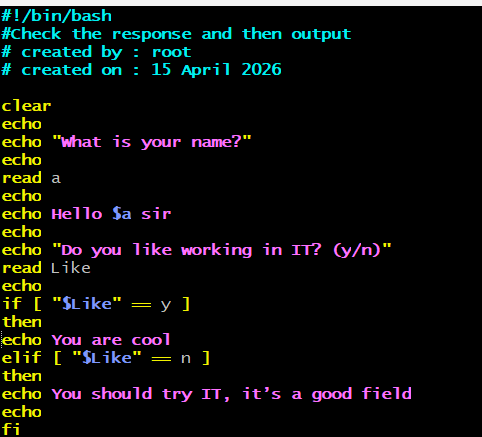 #!/bin/bash
#Check the response and then output
# created by : root
# created on : 15 April 2026
clear
echo
echo "What is your name?"
echo
read a
echo
echo Hello $a sir
echo
echo "Do you like working in IT? (y/n)"
read Like
echo
if [ "$Like" == y ]
then
echo You are cool
elif [ "$Like" == n ]
then
echo You should try IT, it’s a good field
echo
fi